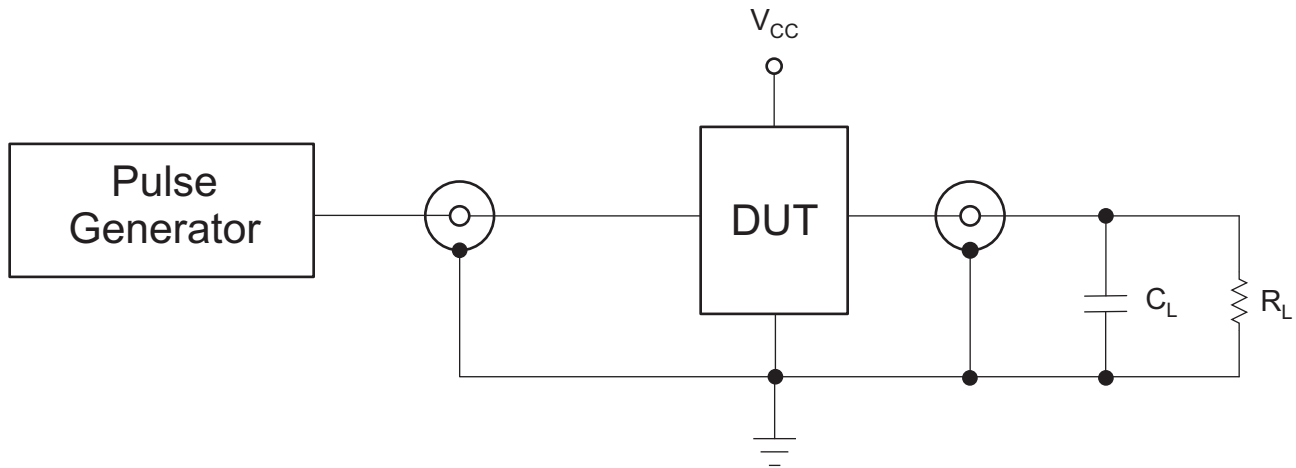 V_CC
Pulse
Generator
DUT
C_L
R_L